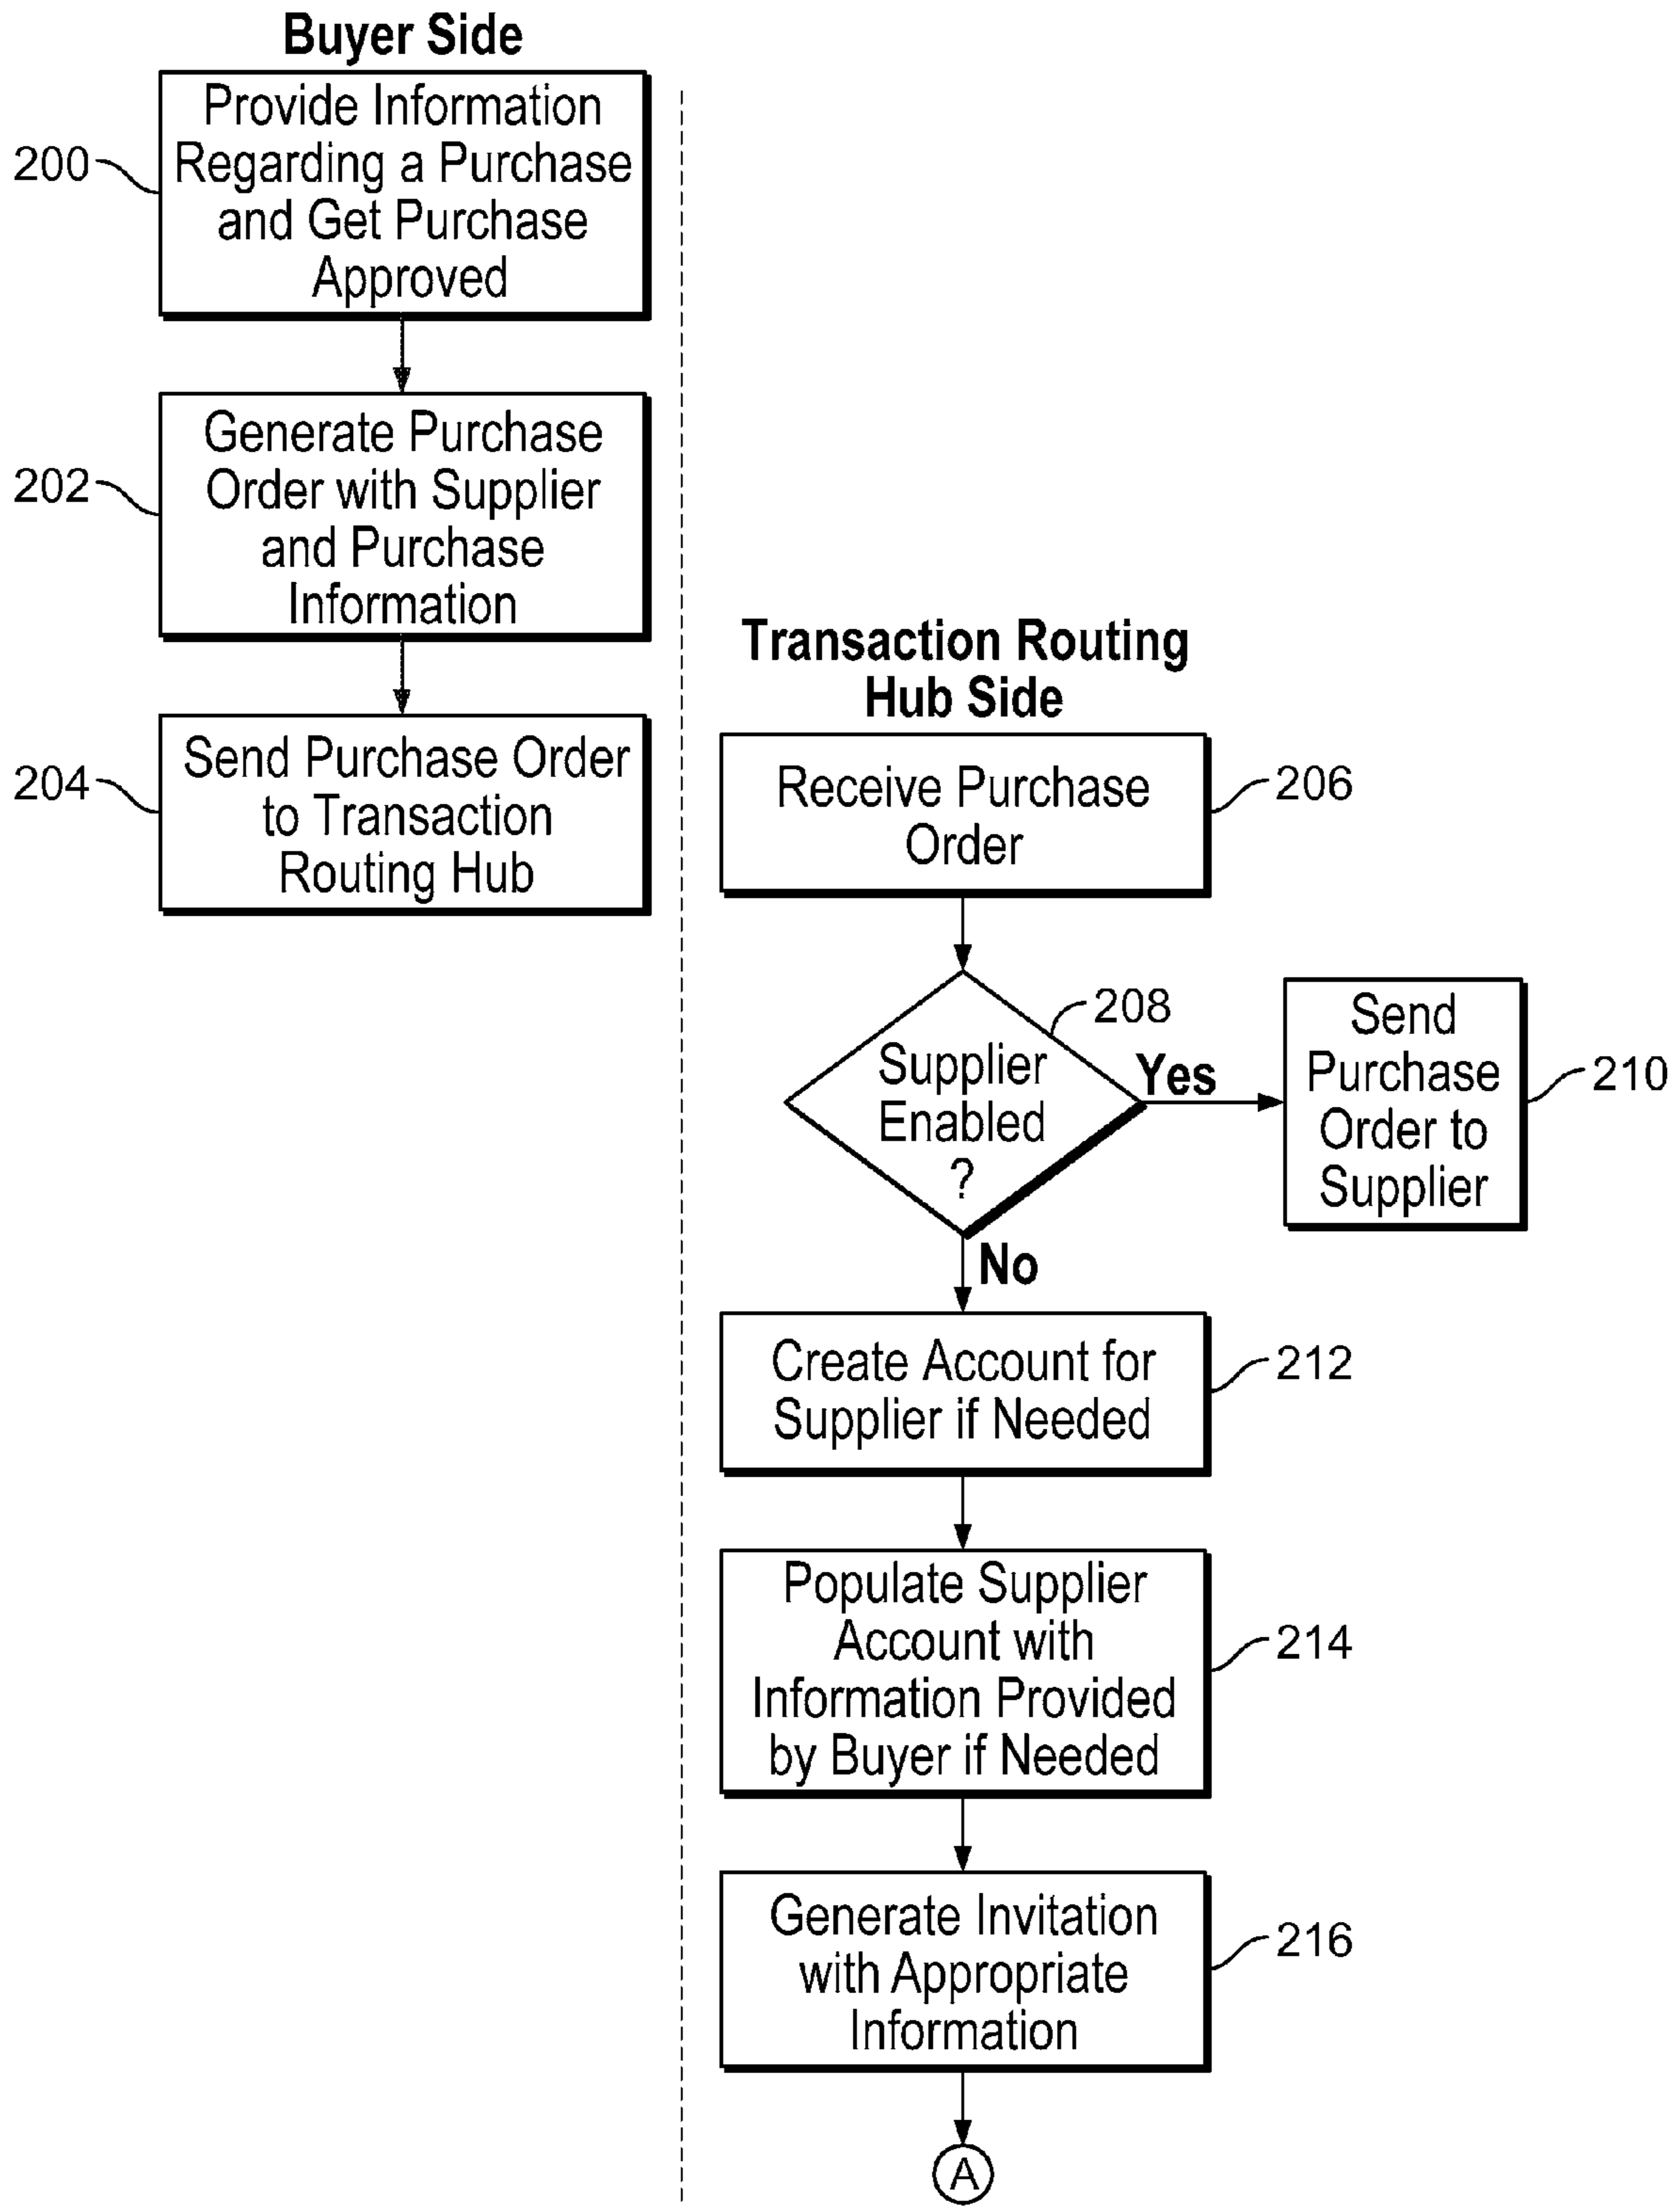 Buyer Side
200
Provide Information
Regarding a Purchase
and Get Purchase
Approved
202
Generate Purchase
Order with Supplier
and Purchase
Information
204
Send Purchase Order
to Transaction
Routing Hub
Transaction Routing
Hub Side
Receive Purchase
Order
206
208
Supplier
Enabled
?
Yes
Send
Purchase
Order to
Supplier
210
No
Create Account for
Supplier if Needed
212
Populate Supplier
Account with
Information Provided
by Buyer if Needed
214
Generate Invitation
with Appropriate
Information
216
A